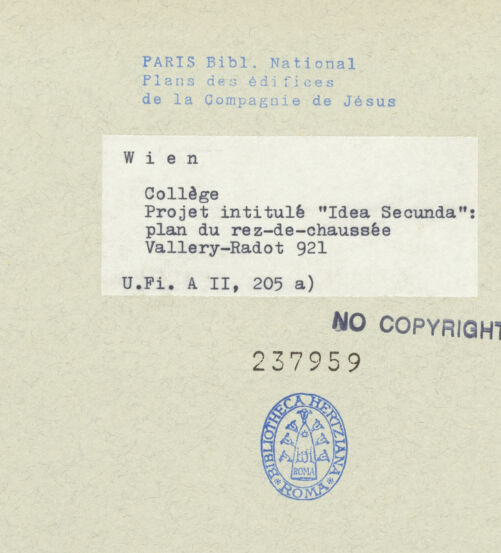 PARIS Bibl. National
Plans des édifices
de la Compagnie de Jésus
Wien
Collège
Projet intitulé "Idea Secunda":
plan du rez-de-chaussée
Vallery-Radot 921
U.Fi. A II, 205 a)
NO COPYRIGHT
237959
BIBLIOTHECA HERTZIANA
ROMA
* ROMA *